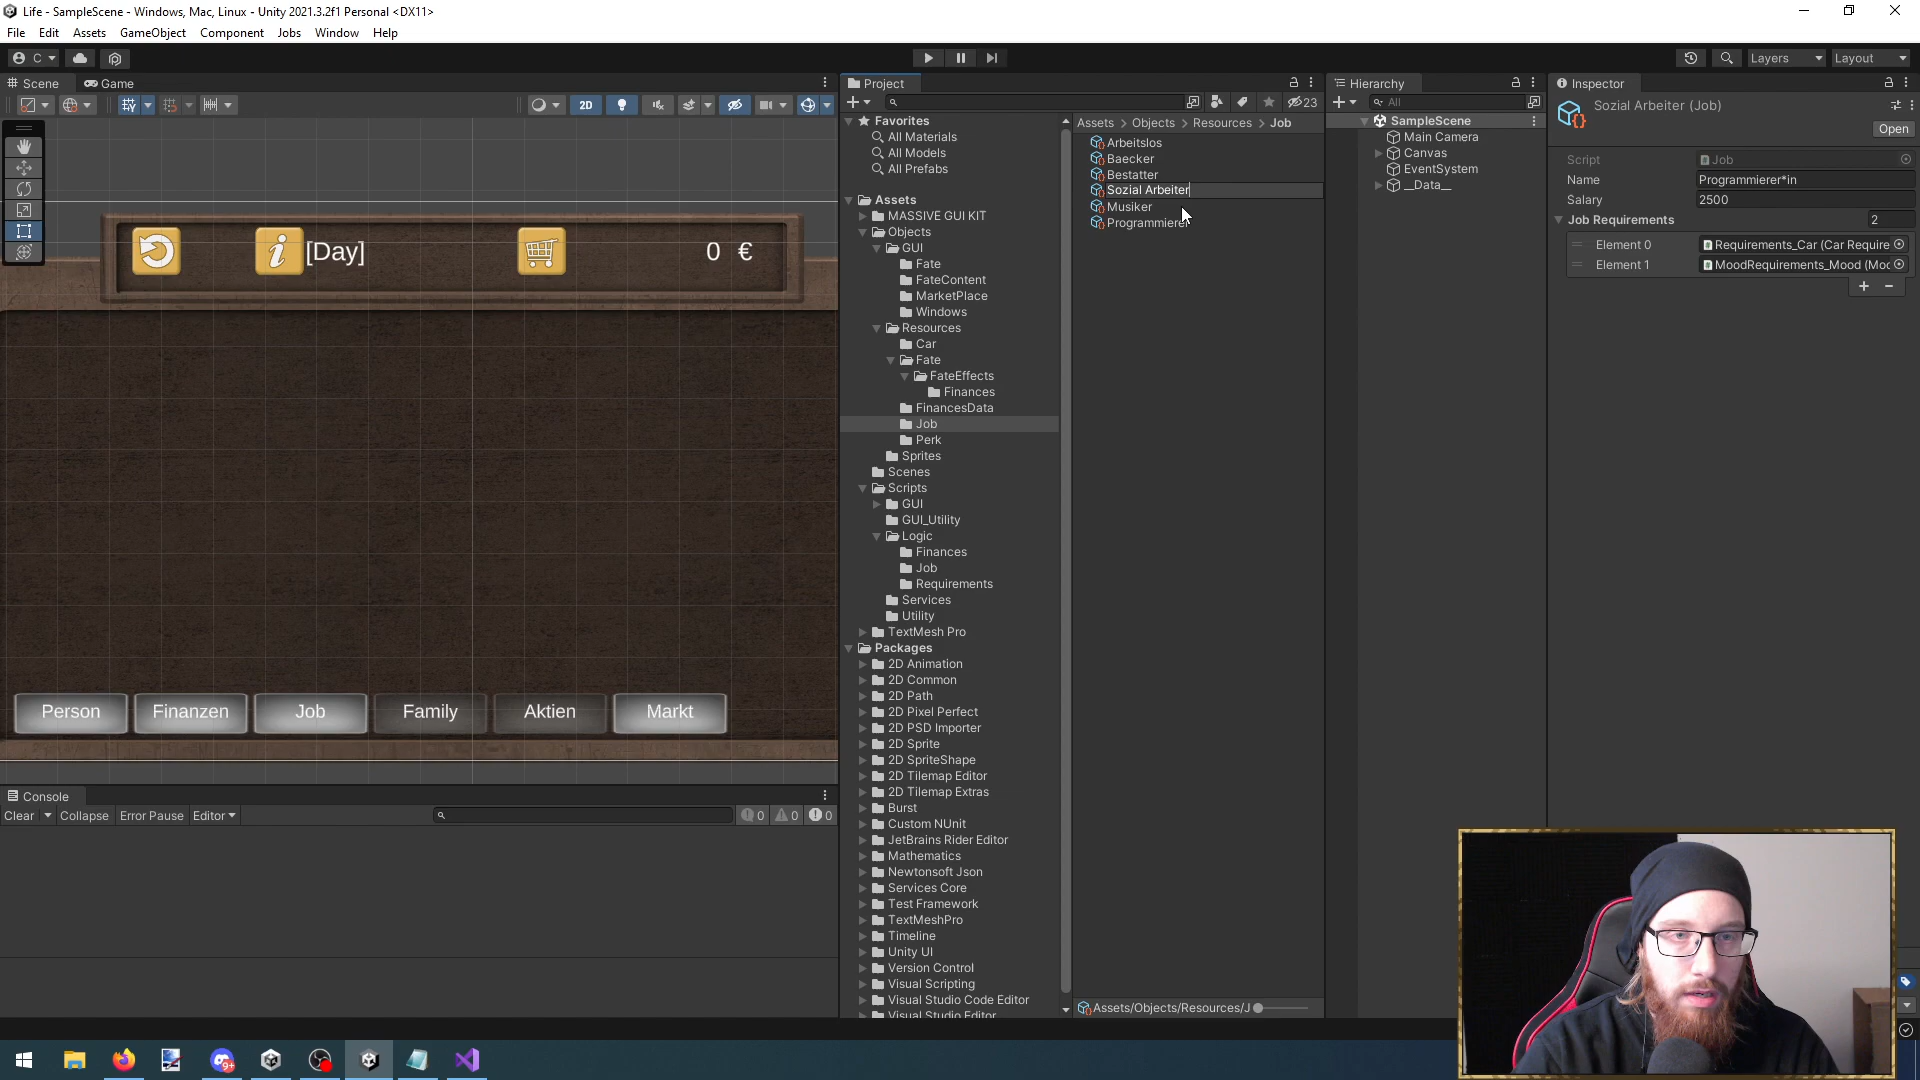 Life - SampleScene - Windows, Mac, Linux - Unity 2021.3.2f1 Personal <DX11>
File Edit Assets GameObject Component Jobs Window Help
C Layers Layout
Scene Game
2D
[Day] 0 €
Person Finanzen Job Family Aktien Markt
Console
Clear Collapse Error Pause Editor 0 0 0
Project
23
Favorites
All Materials
All Models
All Prefabs
Assets
MASSIVE GUI KIT
Objects
GUI
Fate
FateContent
MarketPlace
Windows
Resources
Car
Fate
FateEffects
Finances
FinancesData
Job
Perk
Sprites
Scenes
Scripts
GUI
GUI_Utility
Logic
Finances
Job
Requirements
Services
Utility
TextMesh Pro
Packages
2D Animation
2D Common
2D Path
2D Pixel Perfect
2D PSD Importer
2D Sprite
2D SpriteShape
2D Tilemap Editor
2D Tilemap Extras
Burst
Custom NUnit
JetBrains Rider Editor
Mathematics
Newtonsoft Json
Services Core
Test Framework
TextMeshPro
Timeline
Unity UI
Version Control
Visual Scripting
Visual Studio Code Editor
Visual Studio Editor
Assets > Objects > Resources > Job
Arbeitslos
Baecker
Bestatter
Sozial Arbeiter
Musiker
Programmierer
Assets/Objects/Resources/J
Hierarchy
All
SampleScene
Main Camera
Canvas
EventSystem
__Data__
Inspector
Sozial Arbeiter (Job)
Open
Script Job
Name Programmierer*in
Salary 2500
Job Requirements 2
Element 0 Requirements_Car (Car Require
Element 1 MoodRequirements_Mood (Moo
+ -
9+